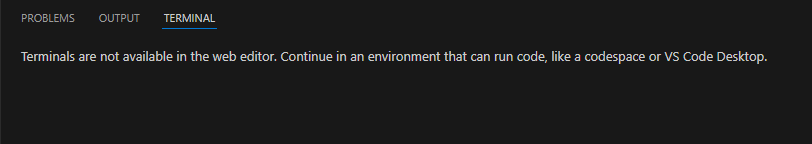 PROBLEMS OUTPUT TERMINAL
Terminals are not available in the web editor. Continue in an environment that can run code, like a codespace or VS Code Desktop.